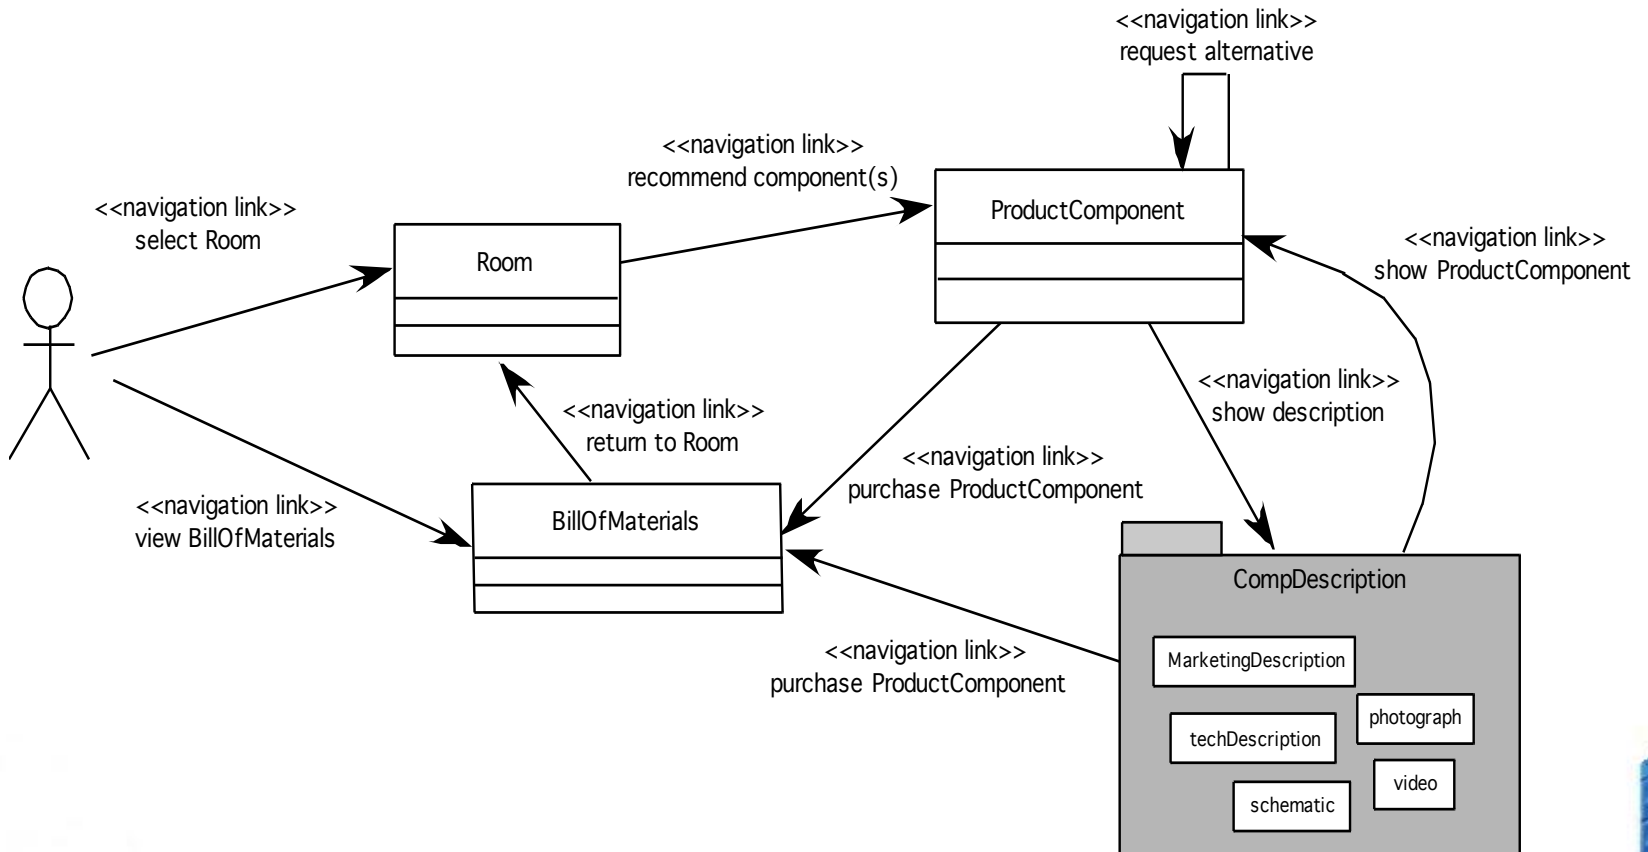 <<navigation link>>
request alternative
<<navigation link>>
recommend component(s)
<<navigation link>>
select Room
ProductComponent
<<navigation link>>
show ProductComponent
Room
<<navigation link>>
show description
<<navigation link>>
return to Room
<<navigation link>>
purchase ProductComponent
<<navigation link>>
view BillOfMaterials
BillOfMaterials
CompDescription
<<navigation link>>
purchase ProductComponent
MarketingDescription
photograph
techDescription
video
schematic